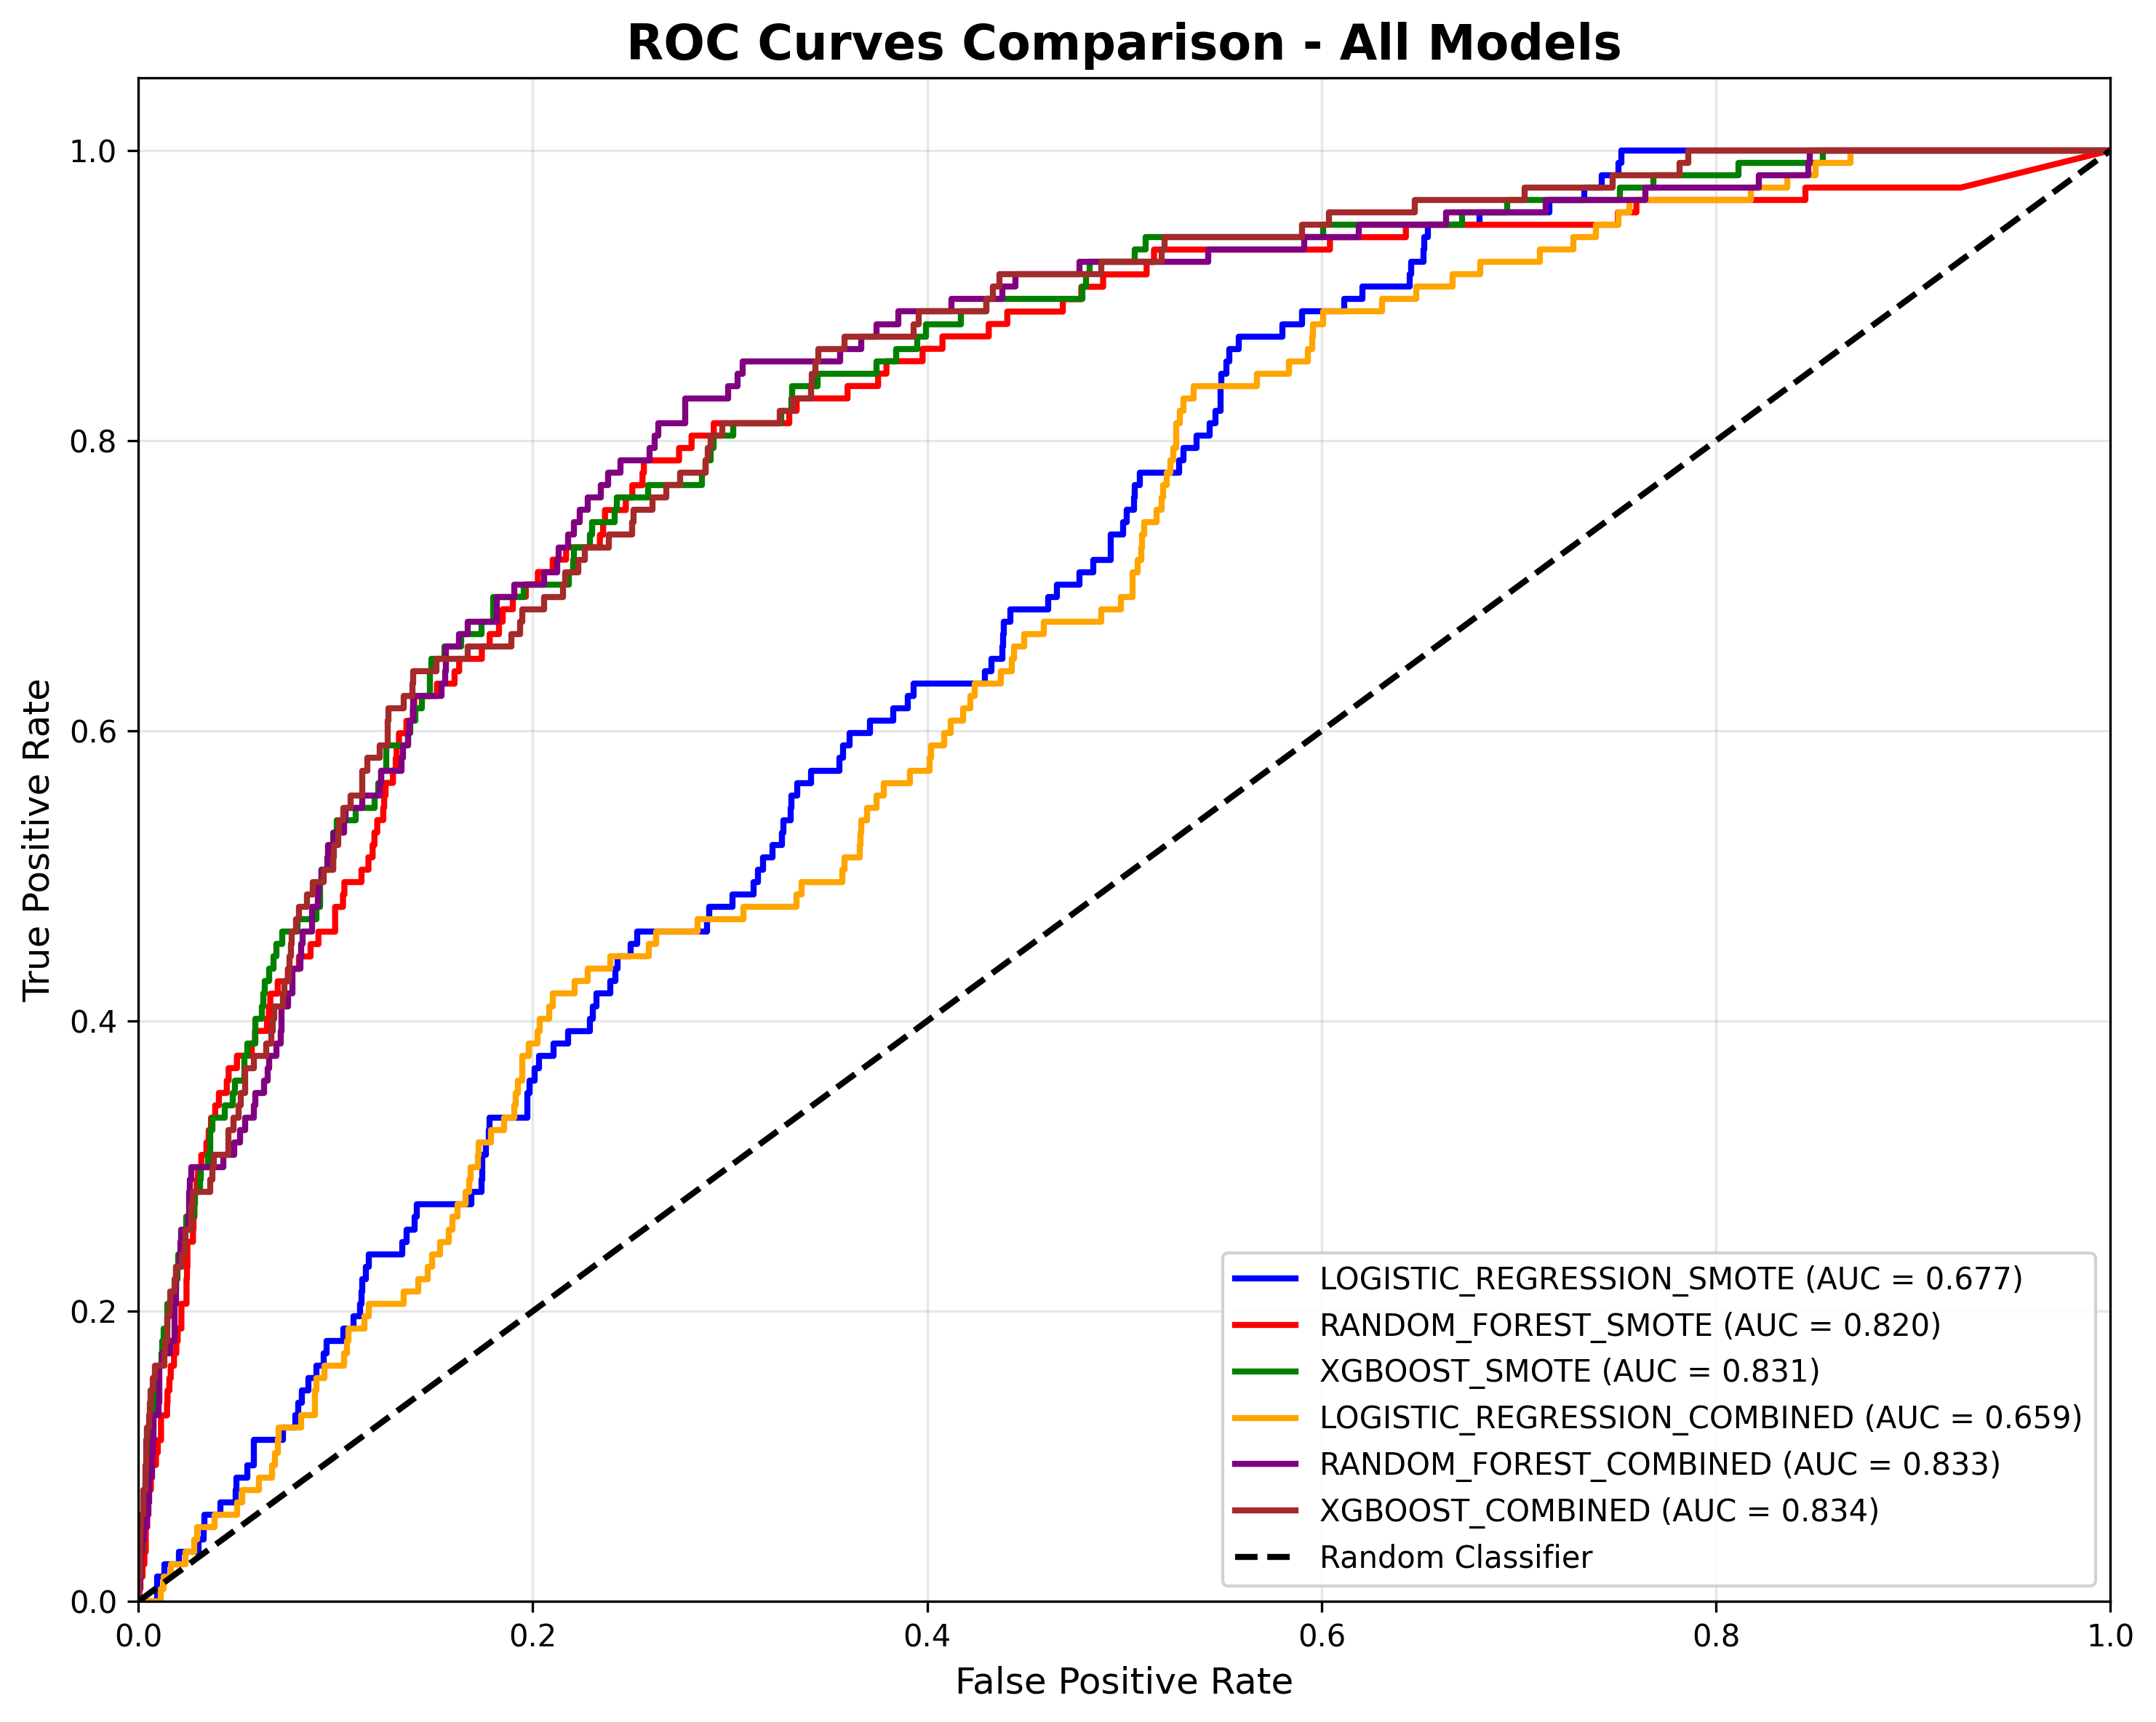 ROC Curves Comparison - All Models
1.0
0.8
0.6
0.4
0.2
0.0
True Positive Rate
0.0 0.2 0.4 0.6 0.8 1.0
False Positive Rate
LOGISTIC_REGRESSION_SMOTE (AUC = 0.677)
RANDOM_FOREST_SMOTE (AUC = 0.820)
XGBOOST_SMOTE (AUC = 0.831)
LOGISTIC_REGRESSION_COMBINED (AUC = 0.659)
RANDOM_FOREST_COMBINED (AUC = 0.833)
XGBOOST_COMBINED (AUC = 0.834)
Random Classifier